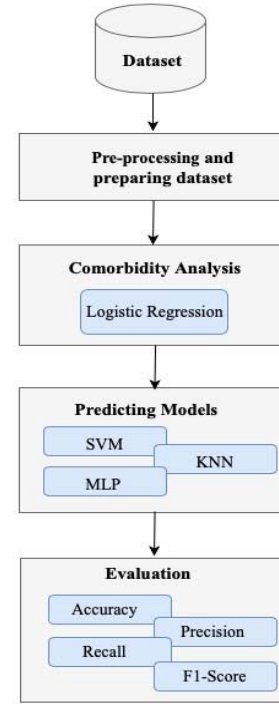 Dataset
Pre-processing and
preparing dataset
Comorbidity Analysis
Logistic Regression
Predicting Models
SVM
KNN
MLP
Evaluation
Accuracy
Precision
Recall
F1-Score